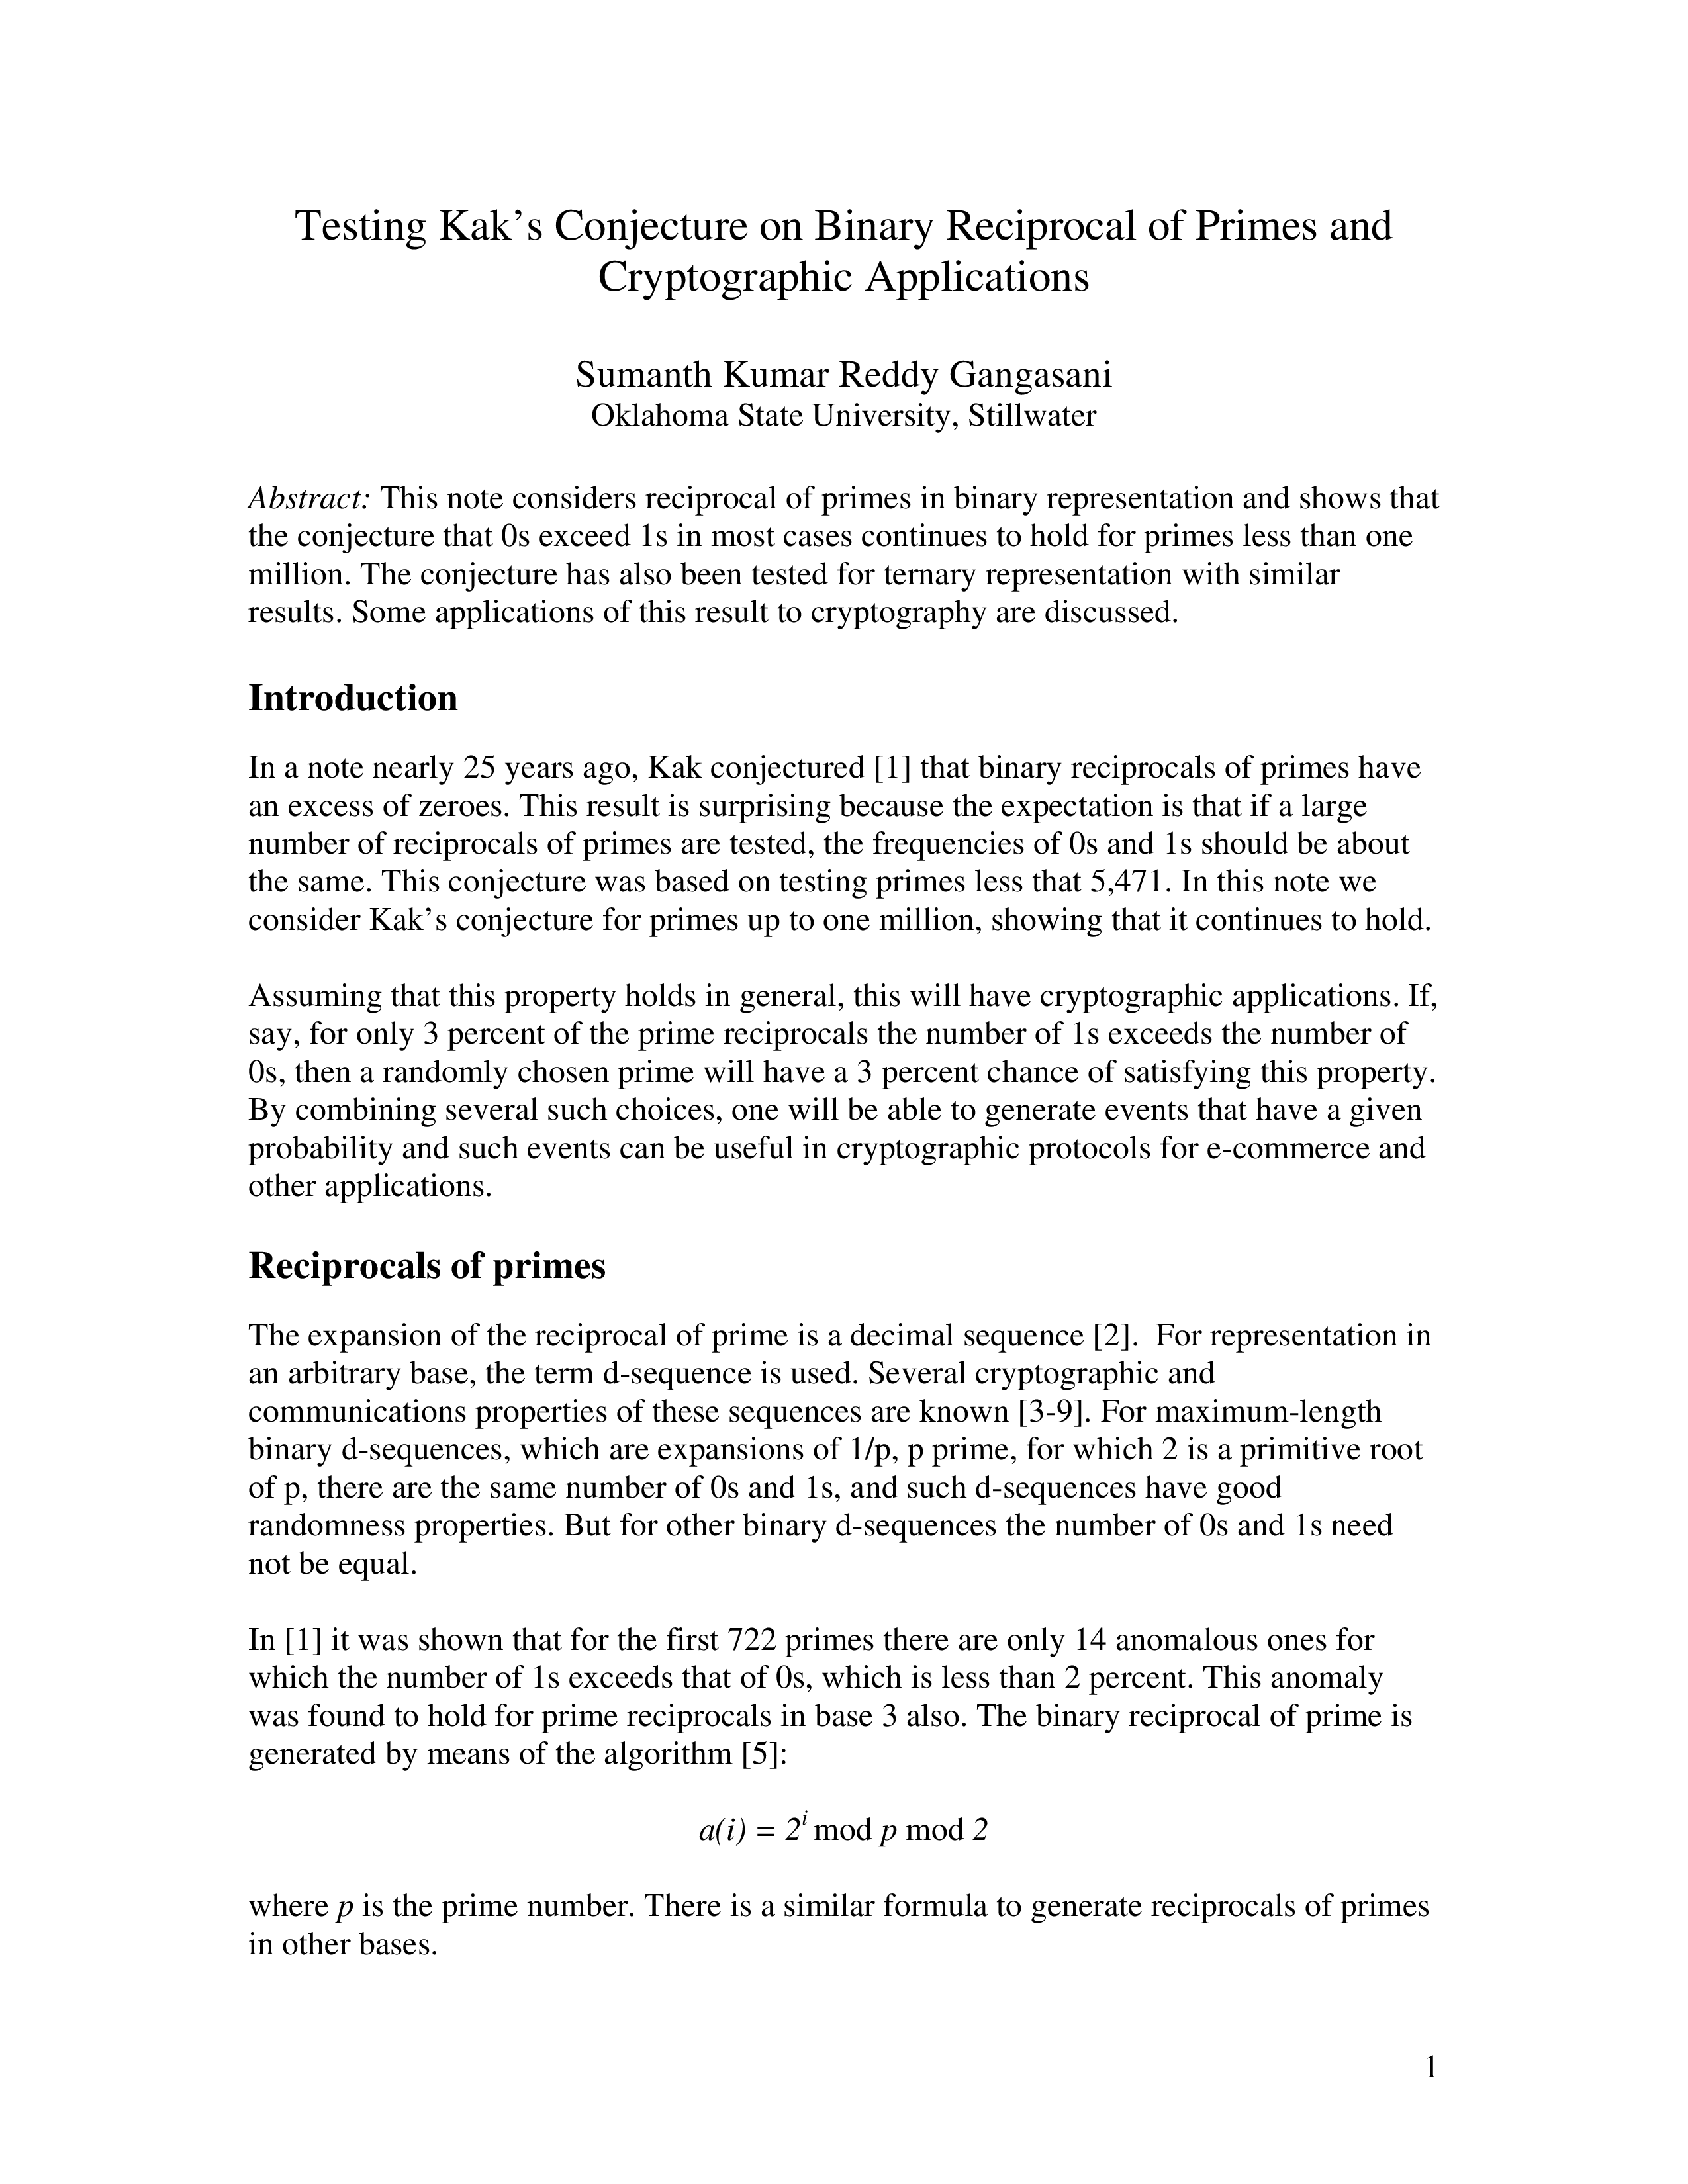 Testing Kak's Conjecture on Binary Reciprocal of Primes and
Cryptographic Applications
Sumanth Kumar Reddy Gangasani
Oklahoma State University, Stillwater
Abstract: This note considers reciprocal of primes in binary representation and shows that
the conjecture that 0s exceed 1s in most cases continues to hold for primes less than one
million. The conjecture has also been tested for ternary representation with similar
results. Some applications of this result to cryptography are discussed.
Introduction
In a note nearly 25 years ago, Kak conjectured [1] that binary reciprocals of primes have
an excess of zeroes. This result is surprising because the expectation is that if a large
number of reciprocals of primes are tested, the frequencies of 0s and 1s should be about
the same. This conjecture was based on testing primes less that 5,471. In this note we
consider Kak's conjecture for primes up to one million, showing that it continues to hold.
Assuming that this property holds in general, this will have cryptographic applications. If,
say, for only 3 percent of the prime reciprocals the number of 1s exceeds the number of
0s, then a randomly chosen prime will have a 3 percent chance of satisfying this property.
By combining several such choices, one will be able to generate events that have a given
probability and such events can be useful in cryptographic protocols for e-commerce and
other applications.
Reciprocals of primes
The expansion of the reciprocal of prime is a decimal sequence [2].  For representation in
an arbitrary base, the term d-sequence is used. Several cryptographic and
communications properties of these sequences are known [3-9]. For maximum-length
binary d-sequences, which are expansions of 1/p, p prime, for which 2 is a primitive root
of p, there are the same number of 0s and 1s, and such d-sequences have good
randomness properties. But for other binary d-sequences the number of 0s and 1s need
not be equal.
In [1] it was shown that for the first 722 primes there are only 14 anomalous ones for
which the number of 1s exceeds that of 0s, which is less than 2 percent. This anomaly
was found to hold for prime reciprocals in base 3 also. The binary reciprocal of prime is
generated by means of the algorithm [5]:
a(i) = 2^i mod p mod 2
where p is the prime number. There is a similar formula to generate reciprocals of primes
in other bases.
1